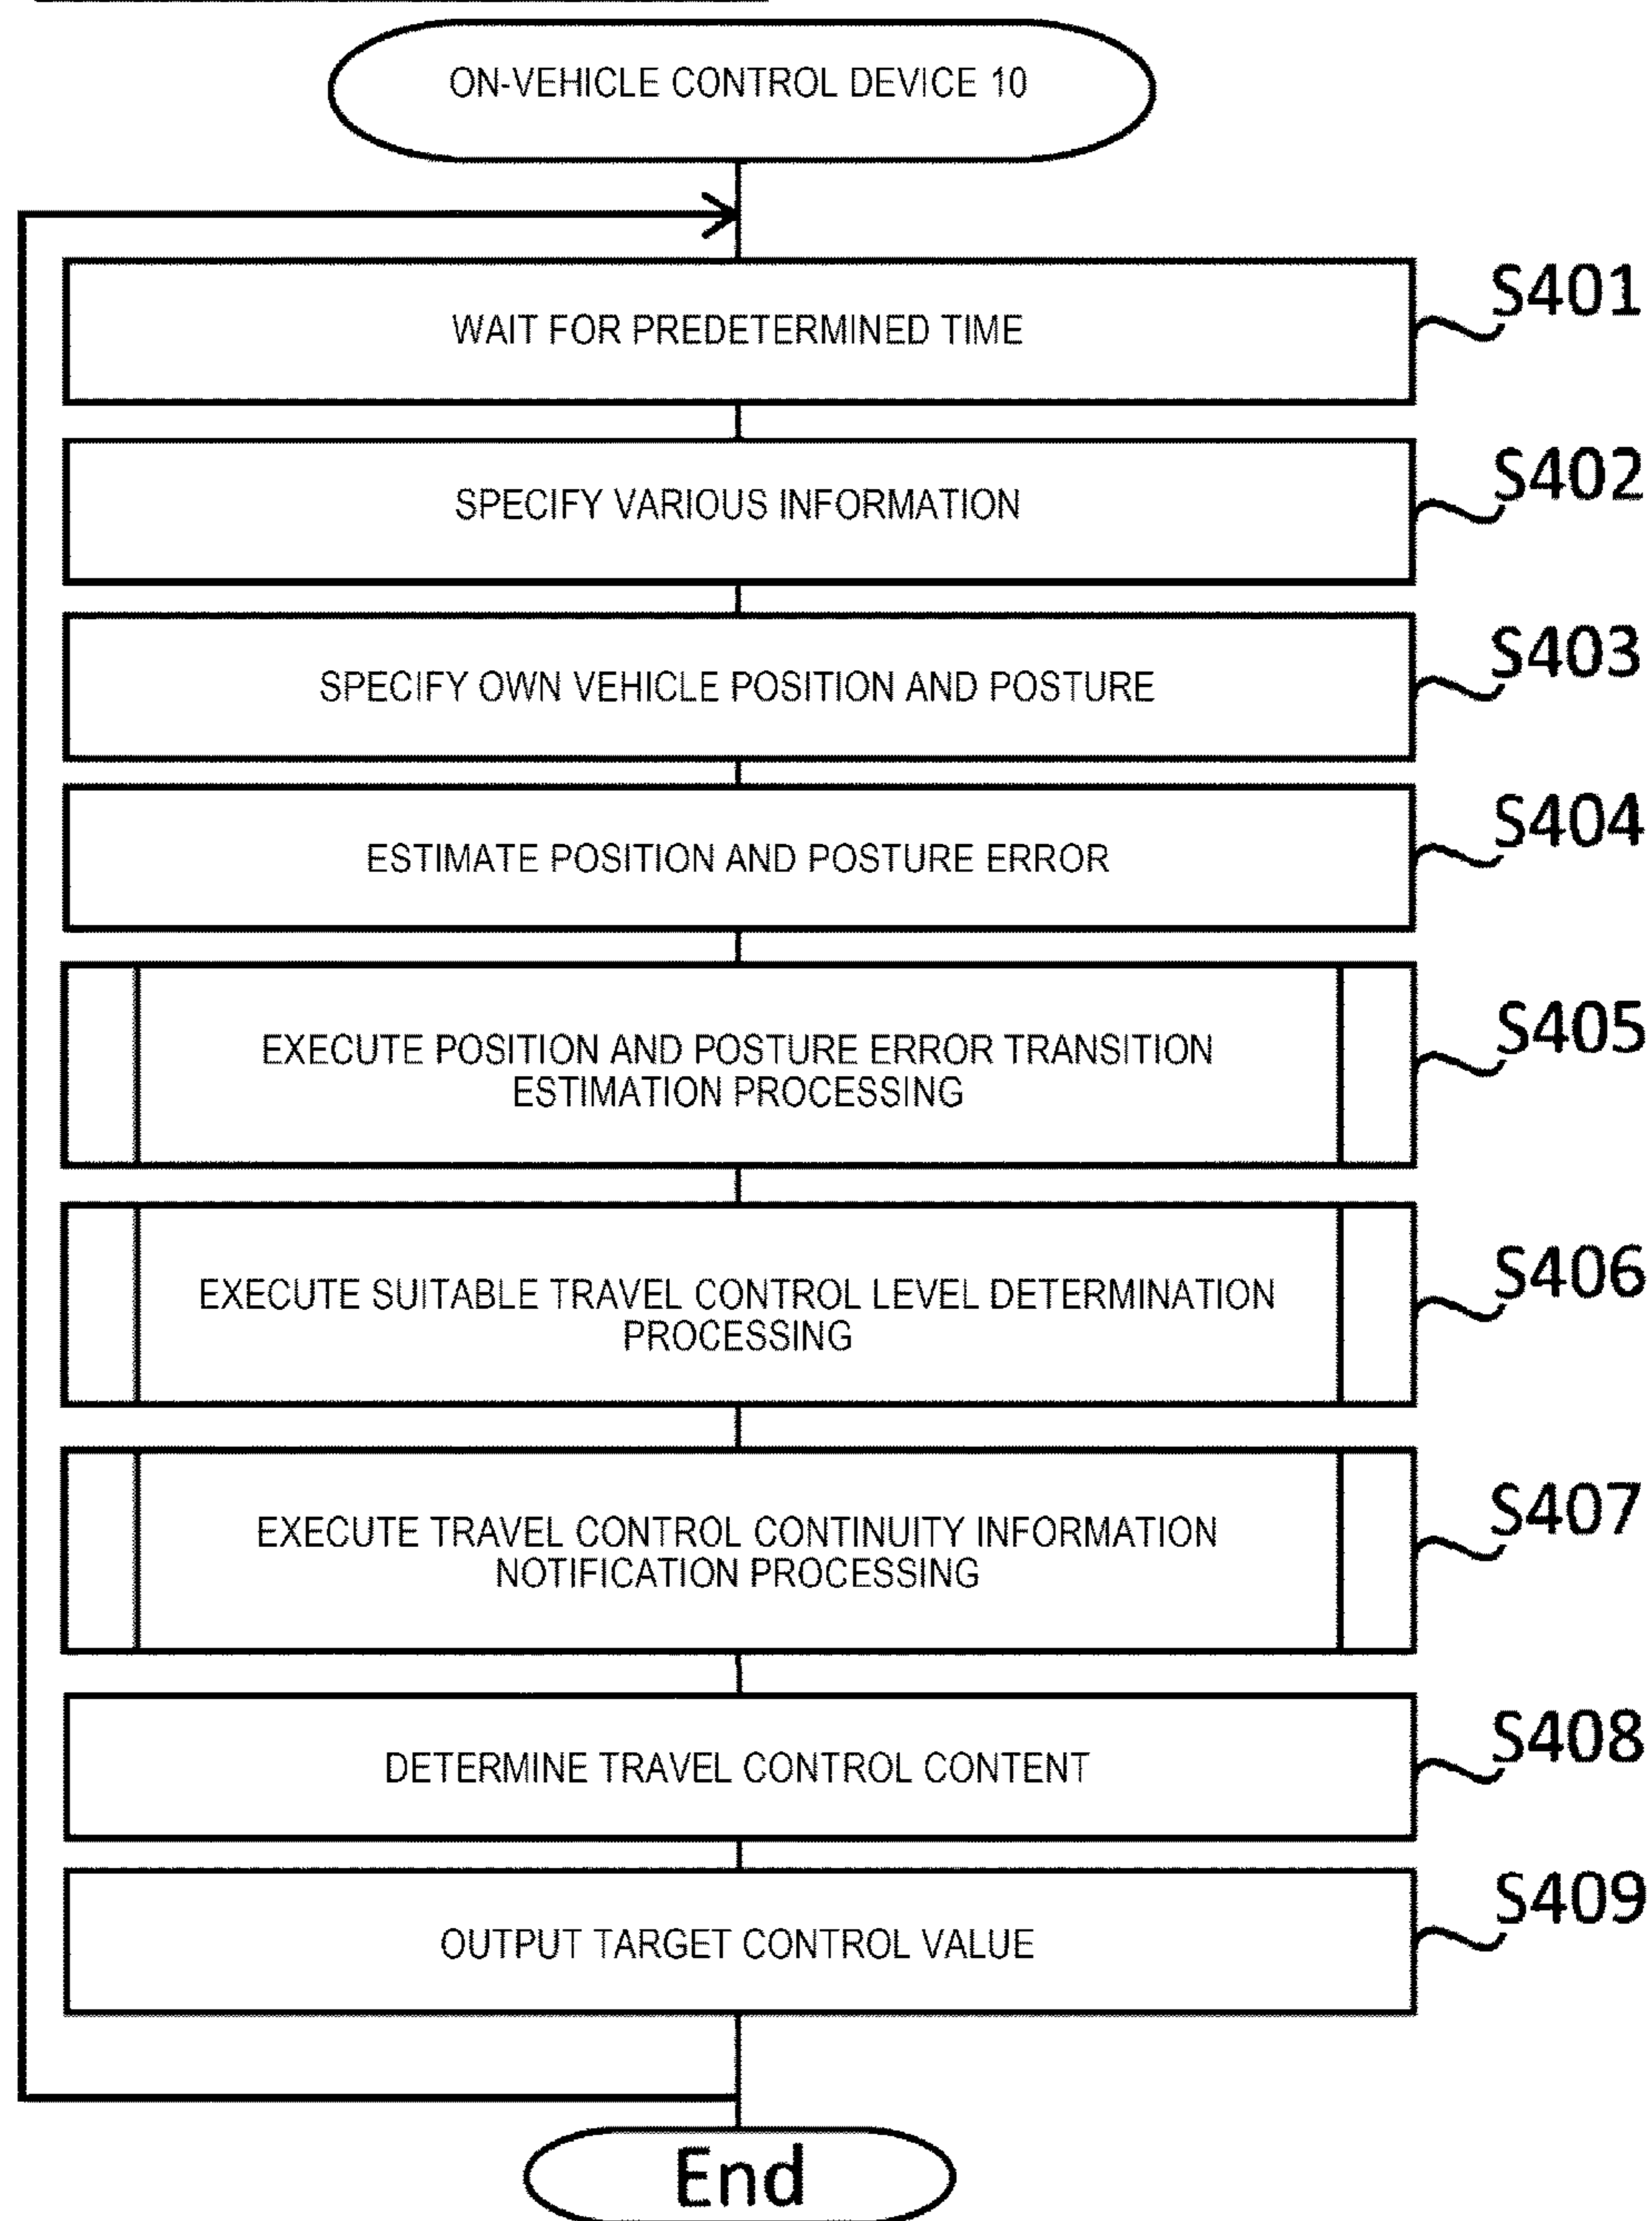 ON-VEHICLE CONTROL DEVICE 10
WAIT FOR PREDETERMINED TIME
S401
SPECIFY VARIOUS INFORMATION
S402
SPECIFY OWN VEHICLE POSITION AND POSTURE
S403
ESTIMATE POSITION AND POSTURE ERROR
S404
EXECUTE POSITION AND POSTURE ERROR TRANSITION
ESTIMATION PROCESSING
S405
EXECUTE SUITABLE TRAVEL CONTROL LEVEL DETERMINATION
PROCESSING
S406
EXECUTE TRAVEL CONTROL CONTINUITY INFORMATION
NOTIFICATION PROCESSING
S407
DETERMINE TRAVEL CONTROL CONTENT
S408
OUTPUT TARGET CONTROL VALUE
S409
End